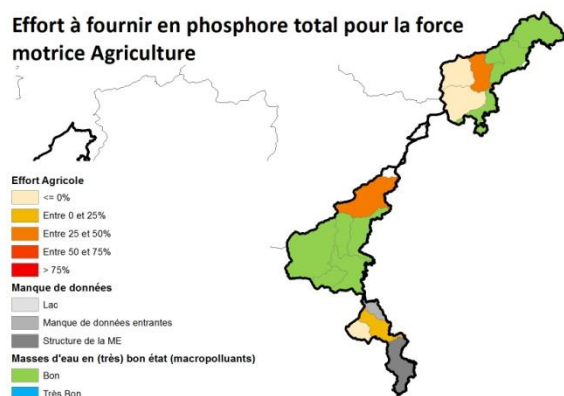 Effort à fournir en phosphore total pour la force
motrice Agriculture
Effort Agricole
<= 0%
Entre 0 et 25%
Entre 25 et 50%
Entre 50 et 75%
> 75%
Manque de données
Lac
Manque de données entrantes
Structure de la ME
Masses d'eau en (très) bon état (macropolluants)
Bon
Très Bon